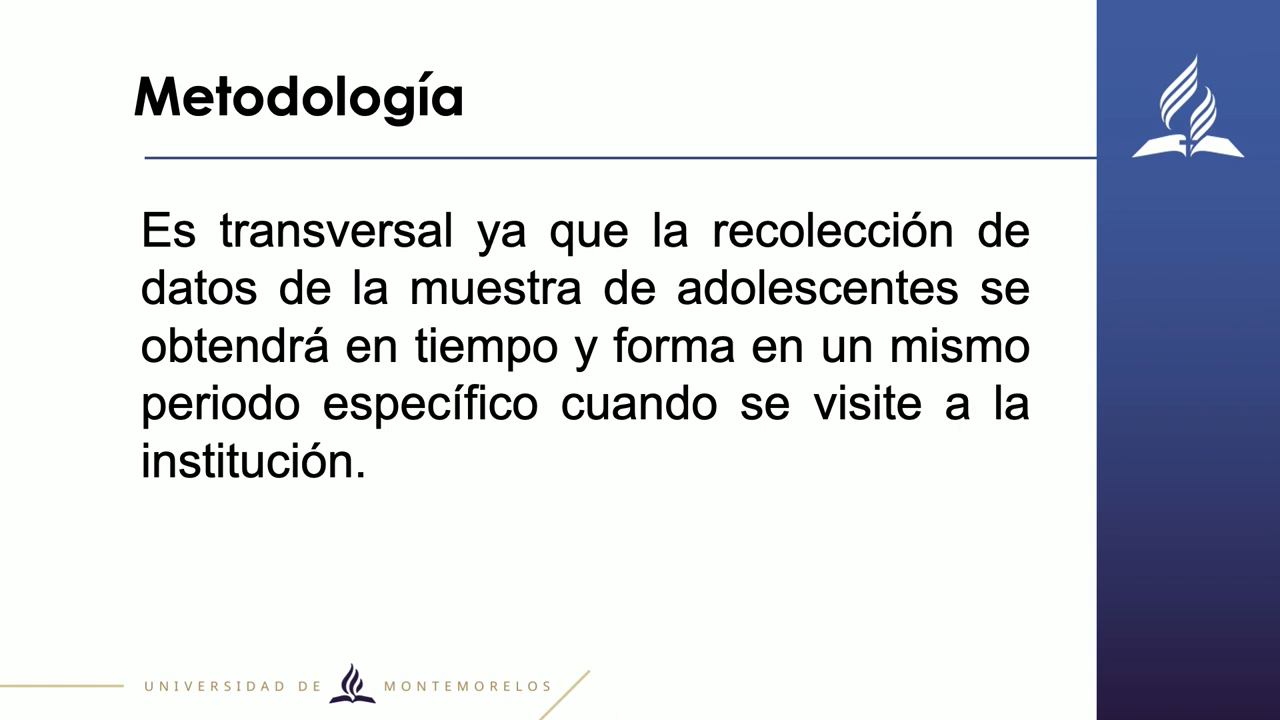 Metodología
Es transversal ya que la recolección de
datos de la muestra de adolescentes se
obtendrá en tiempo y forma en un mismo
periodo específico cuando se visite a la
institución.
UNIVERSIDAD DE MONTEMORELOS